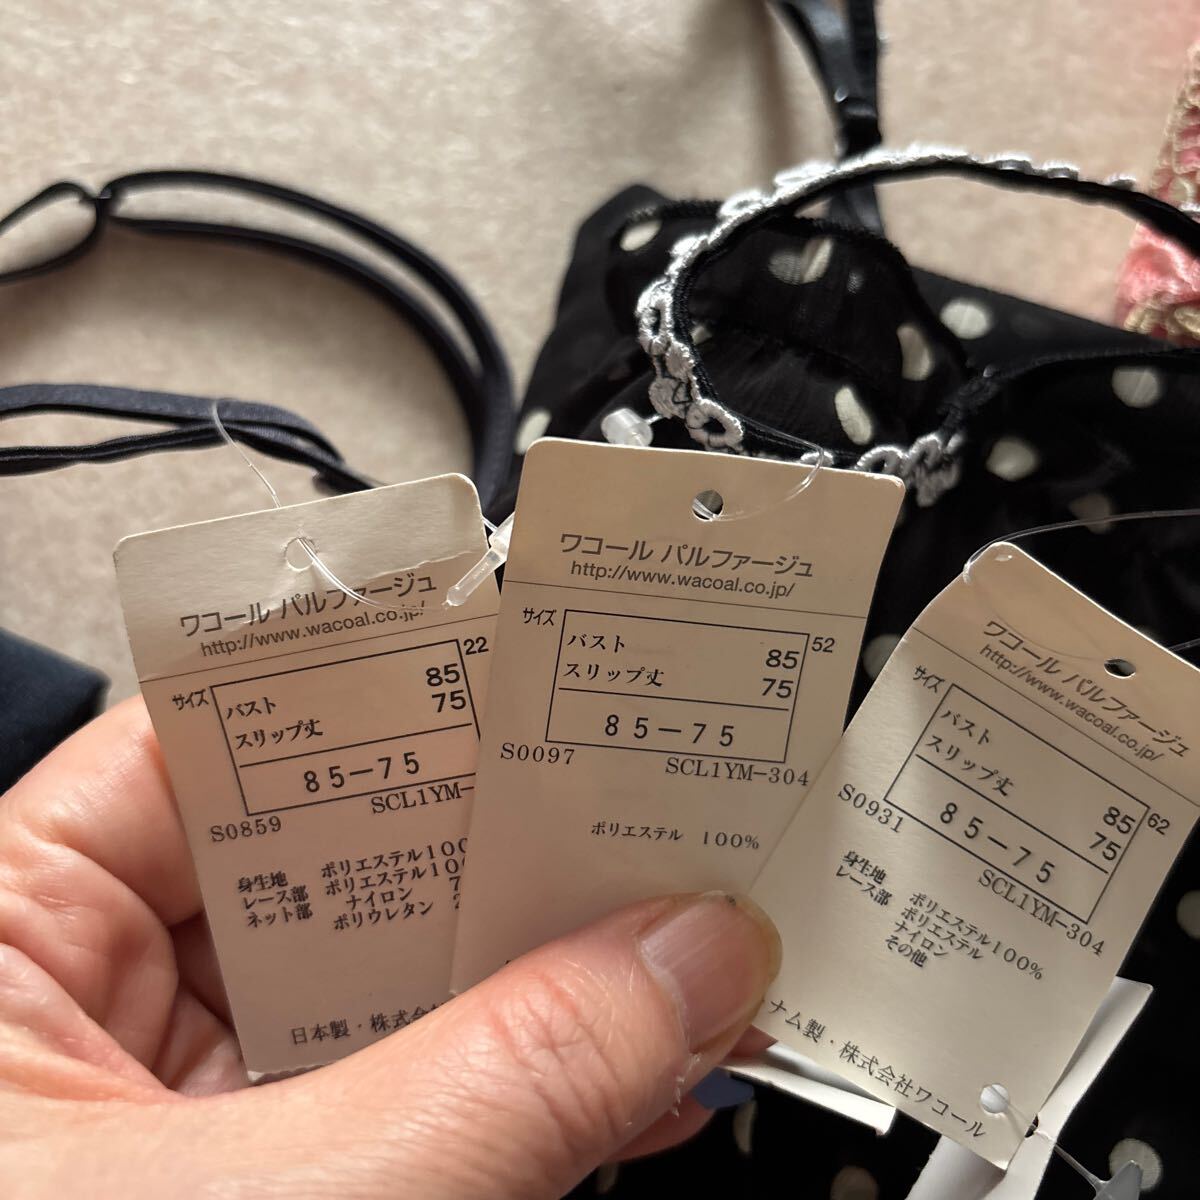 ワコール パルファージュ
http://www.wacoal.co.jp/
サイズ
バスト 85
スリップ丈 75
22
85-75
S0859
SCL1YM-
身生地 ポリエステル100
レース部 ポリエステル10
ネット部 ナイロン 7
ポリウレタン
日本製・株式会
ワコール パルファージュ
http://www.wacoal.co.jp/
サイズ
バスト 85
スリップ丈 75
52
85-75
S0097
SCL1YM-304
ポリエステル 100%
ワコール パルファージュ
http://www.wacoal.co.jp/
サイズ
バスト 85
スリップ丈 75
62
85-75
S0931
SCL1YM-304
身生地 ポリエステル100%
レース部 ポリエステル
ナイロン
その他
ナム製・株式会社ワコール